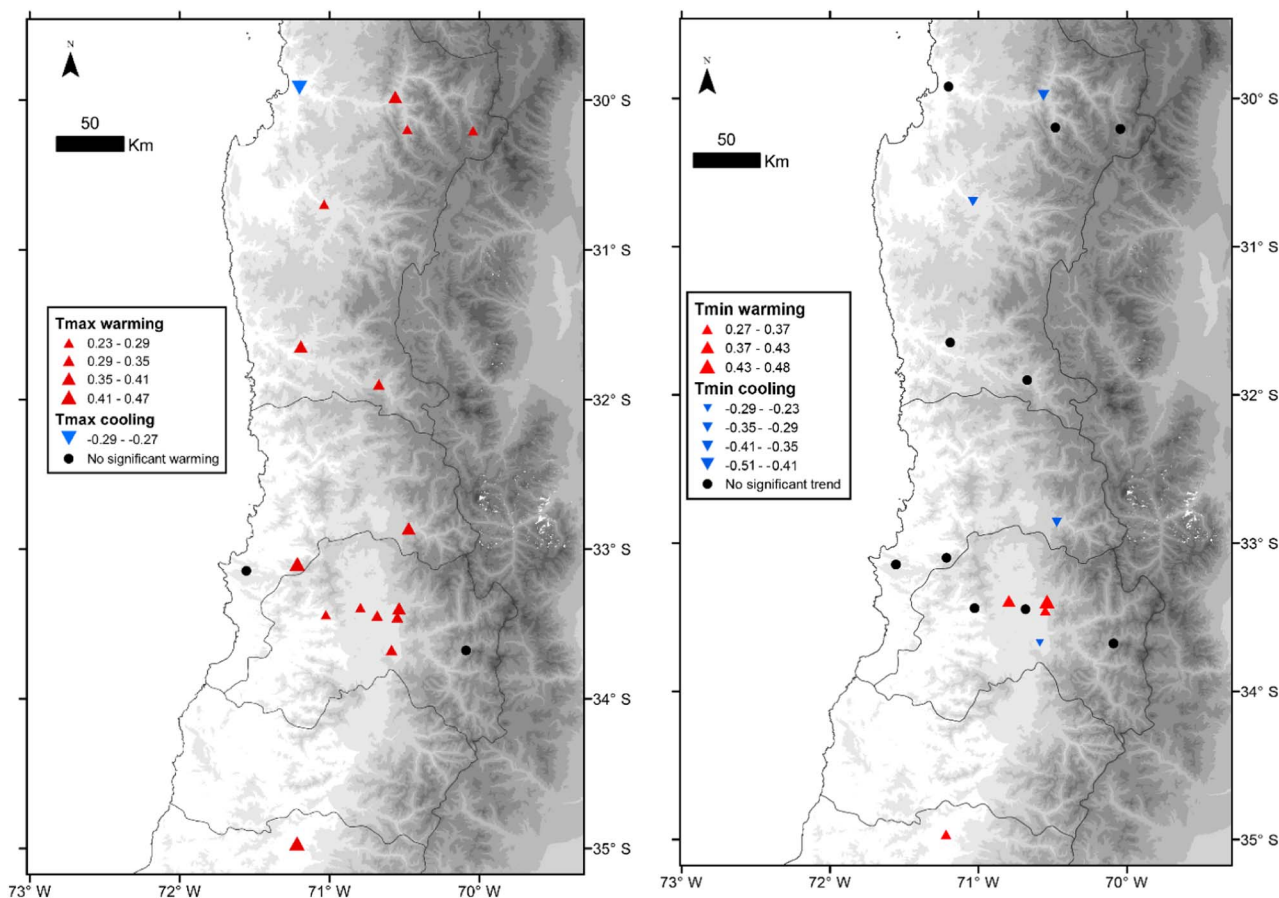 N
50
Km
30° S
31° S
32° S
33° S
34° S
35° S
73° W
72° W
71° W
70° W
Tmax warming
0.23 - 0.29
0.29 - 0.35
0.35 - 0.41
0.41 - 0.47
Tmax cooling
-0.29 - -0.27
No significant warming
N
50
Km
30° S
31° S
32° S
33° S
34° S
35° S
73° W
72° W
71° W
70° W
Tmin warming
0.27 - 0.37
0.37 - 0.43
0.43 - 0.48
Tmin cooling
-0.29 - -0.23
-0.35 - -0.29
-0.41- -0.35
-0.51 - -0.41
No significant trend